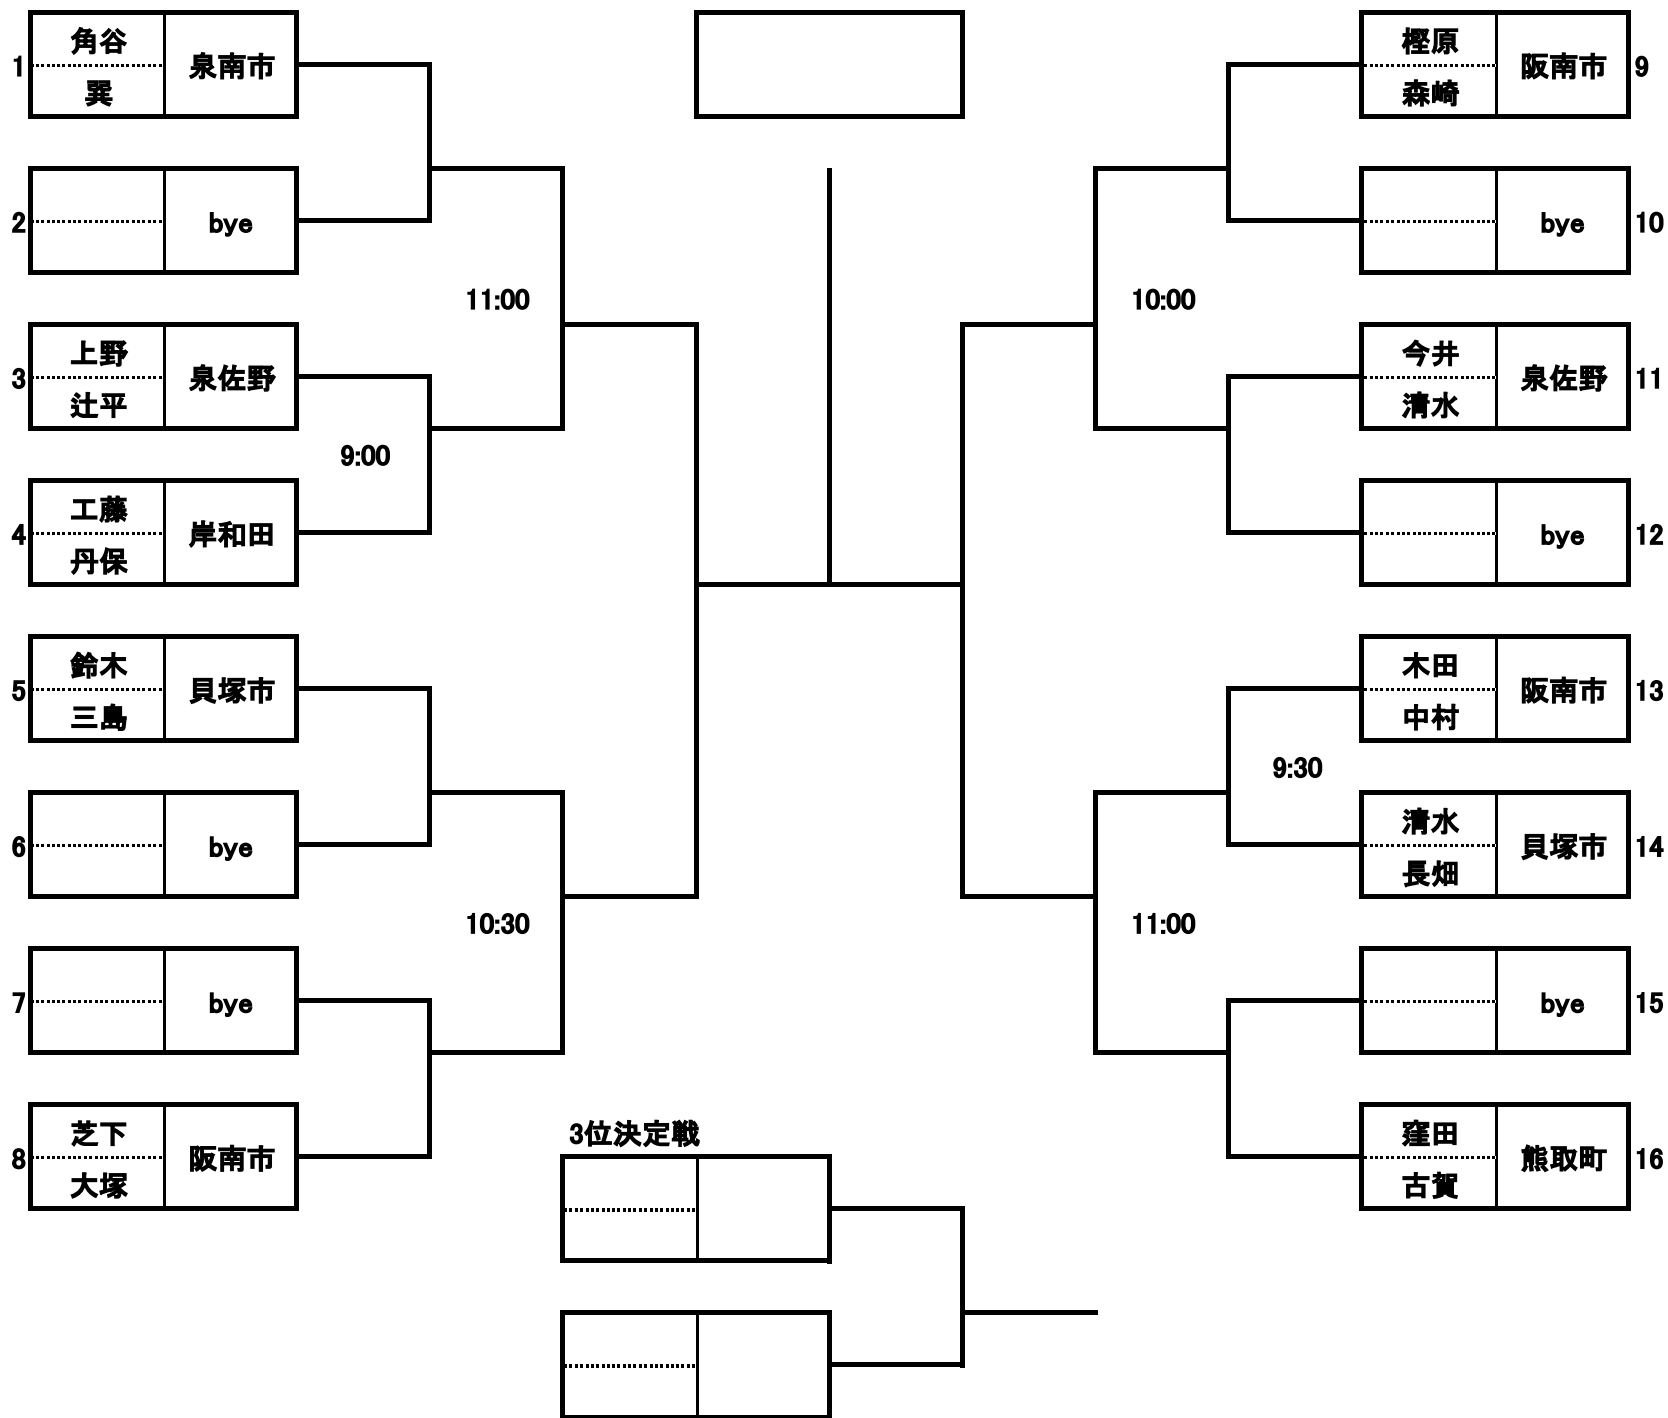 1
角谷
巽
泉南市
2
bye
11:00
3
上野
辻平
泉佐野
9:00
4
工藤
丹保
岸和田
5
鈴木
三島
貝塚市
6
bye
10:30
7
bye
8
芝下
大塚
阪南市
樫原
森崎
阪南市
9
bye
10
10:00
今井
清水
泉佐野
11
bye
12
木田
中村
阪南市
13
9:30
清水
長畑
貝塚市
14
11:00
bye
15
窪田
古賀
熊取町
16
3位決定戦